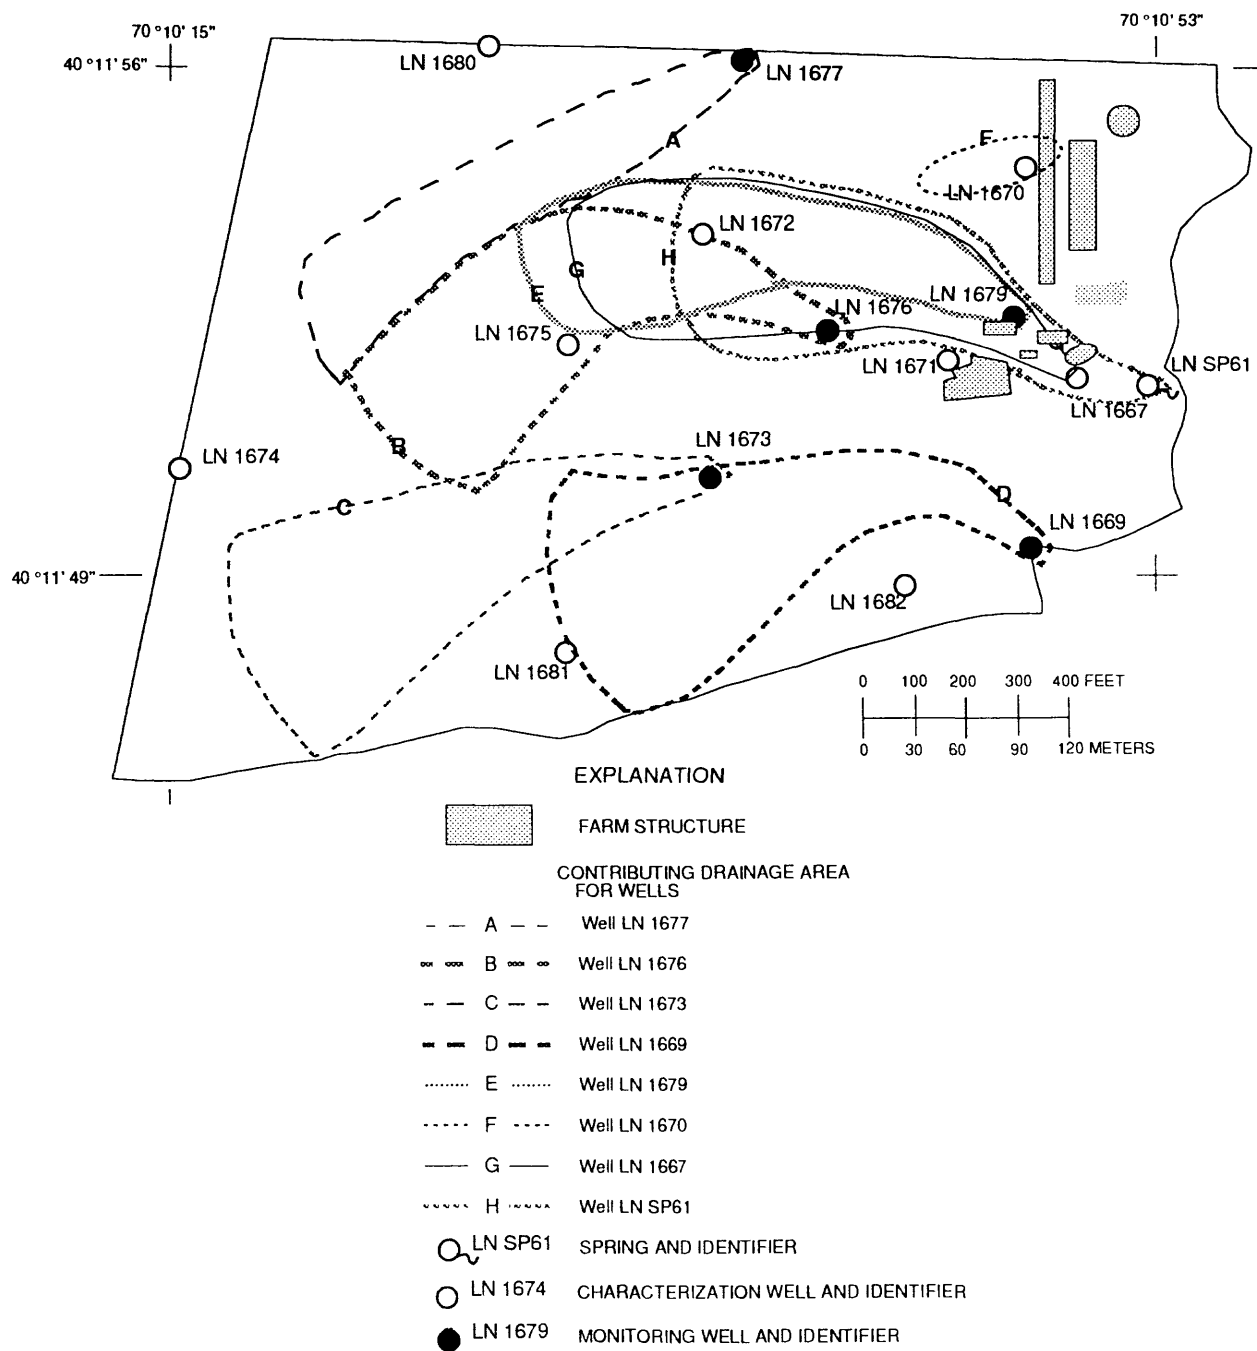 70 °10' 15"
70 °10' 53"
40 °11' 56"
LN 1680
LN 1677
A
F
LN 1670
LN 1672
H
G
E
LN 1679
LN 1676
LN 1675
LN 1671
LN SP61
LN 1667
B
LN 1673
LN 1674
C
D
LN 1669
40 °11' 49"
LN 1682
LN 1681
0 100 200 300 400 FEET
0 30 60 90 120 METERS
EXPLANATION
FARM STRUCTURE
CONTRIBUTING DRAINAGE AREA
FOR WELLS
A Well LN 1677
B Well LN 1676
C Well LN 1673
D Well LN 1669
E Well LN 1679
F Well LN 1670
G Well LN 1667
H Well LN SP61
LN SP61 SPRING AND IDENTIFIER
LN 1674 CHARACTERIZATION WELL AND IDENTIFIER
LN 1679 MONITORING WELL AND IDENTIFIER